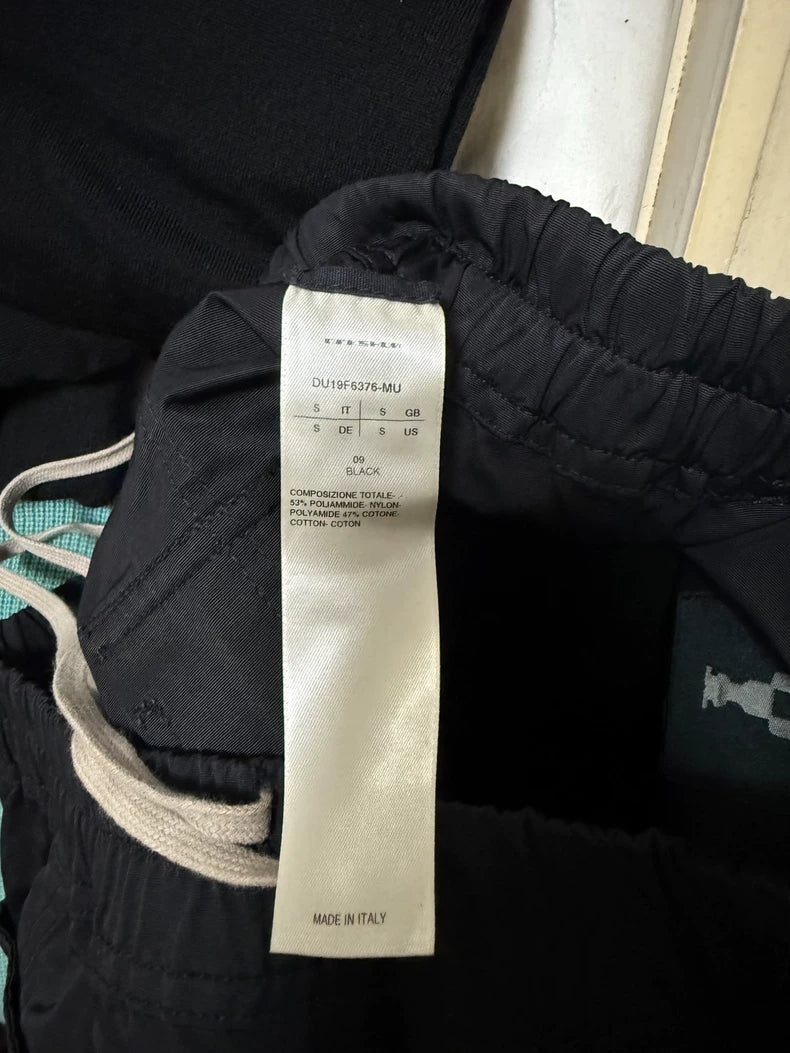 DRKSHDW
DU19F6376-MU
S IT S GB
S DE S US
09
BLACK
COMPOSIZIONE TOTALE- -
53% POLIAMMIDE- NYLON-
POLYAMIDE 47% COTONE-
COTTON- COTON
MADE IN ITALY